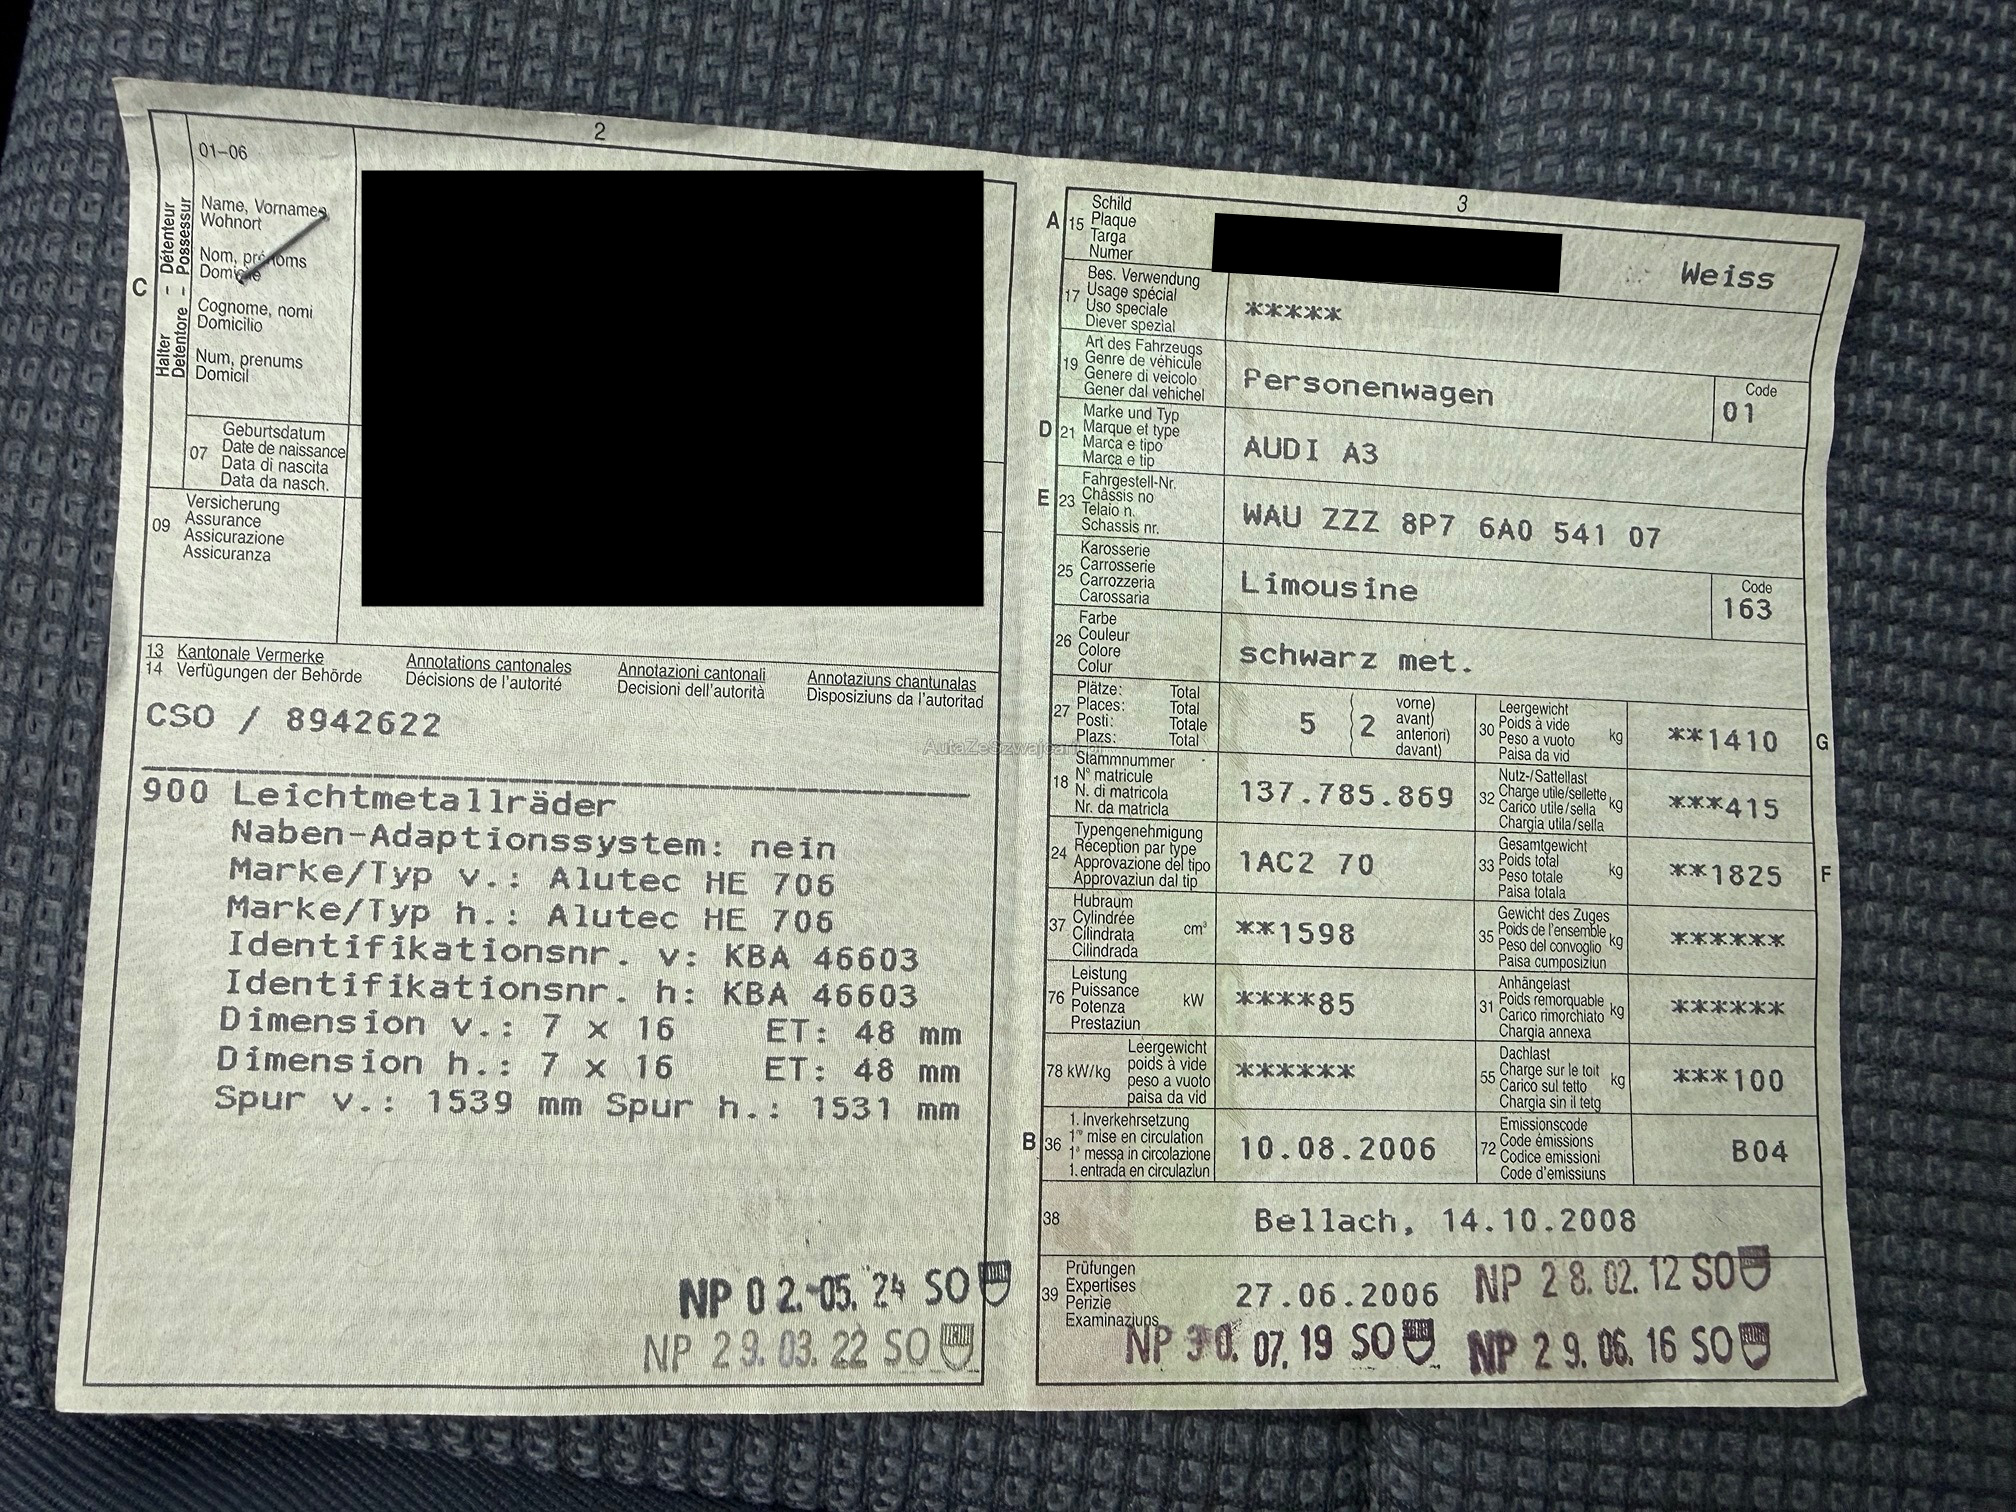 2
01-06
Halter – Détenteur
Detentore – Possessur
C
Name, Vornames
Wohnort
Nom, prénoms
Domicile
Cognome, nomi
Domicilio
Num, prenums
Domicil
07
Geburtsdatum
Date de naissance
Data di nascita
Data da nasch.
09
Versicherung
Assurance
Assicurazione
Assicuranza
13 Kantonale Vermerke Annotations cantonales Annotazioni cantonali Annotaziuns chantunalas
14 Verfügungen der Behörde Décisions de l'autorité Decisioni dell'autorità Disposiziuns da l'autoritad
CSO / 8942622
900 Leichtmetallräder
Naben-Adaptionssystem: nein
Marke/Typ v.: Alutec HE 706
Marke/Typ h.: Alutec HE 706
Identifikationsnr. v: KBA 46603
Identifikationsnr. h: KBA 46603
Dimension v.: 7 x 16 ET: 48 mm
Dimension h.: 7 x 16 ET: 48 mm
Spur v.: 1539 mm Spur h.: 1531 mm
NP 02.05.24 SO
NP 29.03.22 SO
3
A 15
Schild
Plaque
Targa
Numer
Weiss
17
Bes. Verwendung
Usage spécial
Uso speciale
Diever spezial
*****
19
Art des Fahrzeugs
Genre de véhicule
Genere di veicolo
Gener dal vehichel
Personenwagen
Code
01
D 21
Marke und Typ
Marque et type
Marca e tipo
Marca e tip
AUDI A3
E 23
Fahrgestell-Nr.
Châssis no
Telaio n.
Schassis nr.
WAU ZZZ 8P7 6A0 541 07
25
Karosserie
Carrosserie
Carrozzeria
Carossaria
Limousine
Code
163
26
Farbe
Couleur
Colore
Colur
schwarz met.
27
Plätze: Total
Places: Total
Posti: Totale
Plazs: Total
5 ( 2
vorne)
avant)
anteriori)
davant)
30
Leergewicht
Poids à vide
Peso a vuoto
Paisa da vid
kg
**1410
G
18
Stammnummer
N° matricule
N. di matricola
Nr. da matricla
137.785.869
32
Nutz-/Sattellast
Charge utile/sellette
Carico utile/sella
Chargia utila/sella
kg
***415
24
Typengenehmigung
Réception par type
Approvazione del tipo
Approvaziun dal tip
1AC2 70
33
Gesamtgewicht
Poids total
Peso totale
Paisa totala
kg
**1825
F
37
Hubraum
Cylindrée
Cilindrata
Cilindrada
cm³
**1598
35
Gewicht des Zuges
Poids de l'ensemble
Peso del convoglio
Paisa cumposiziun
kg
******
76
Leistung
Puissance
Potenza
Prestaziun
kW
****85
31
Anhängelast
Poids remorquable
Carico rimorchiato
Chargia annexa
kg
******
78 kW/kg
Leergewicht
poids à vide
peso a vuoto
paisa da vid
******
55
Dachlast
Charge sur le toit
Carico sul tetto
Chargia sin il tetg
kg
***100
B 36
1. Inverkehrsetzung
1re mise en circulation
1a messa in circolazione
1. entrada en circulaziun
10.08.2006
72
Emissionscode
Code émissions
Codice emissioni
Code d'emissiuns
B04
38
Bellach, 14.10.2008
39
Prüfungen
Expertises
Perizie
Examinaziuns
27.06.2006 NP 28.02.12 SO
NP 30.07.19 SO NP 29.06.16 SO